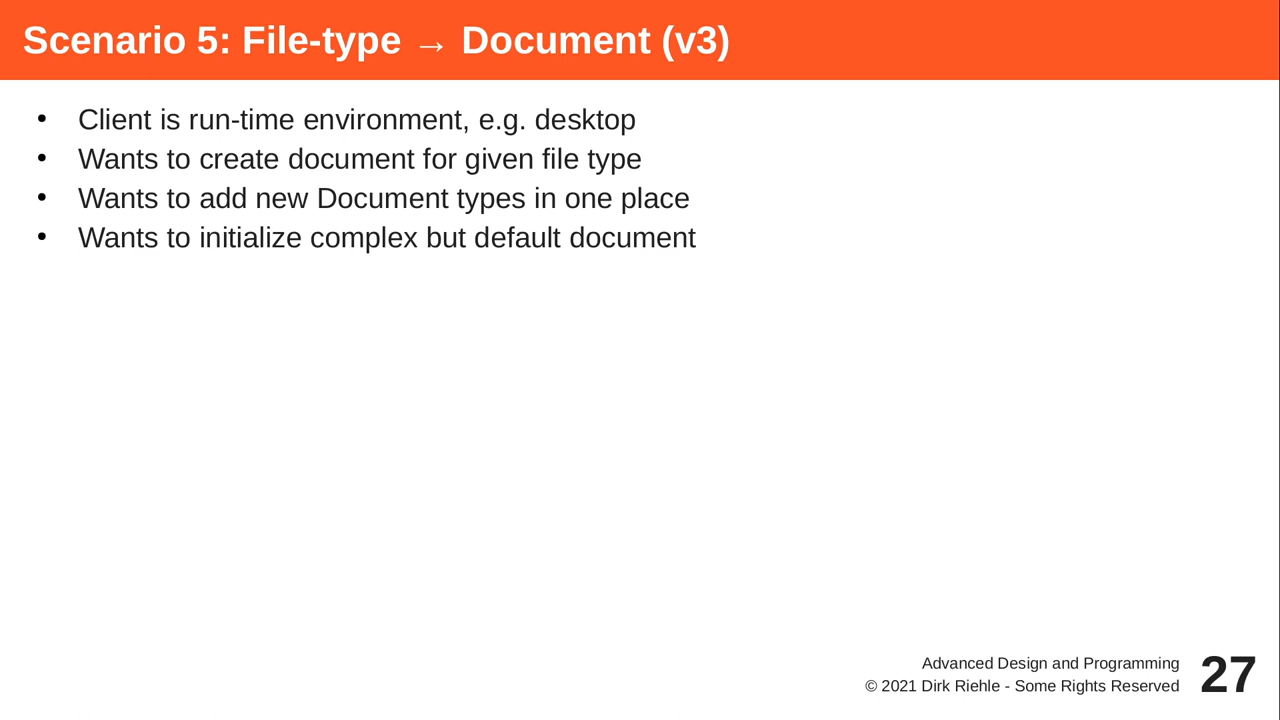 Scenario 5: File-type → Document (v3)
• Client is run-time environment, e.g. desktop
• Wants to create document for given file type
• Wants to add new Document types in one place
• Wants to initialize complex but default document
Advanced Design and Programming
© 2021 Dirk Riehle - Some Rights Reserved
27